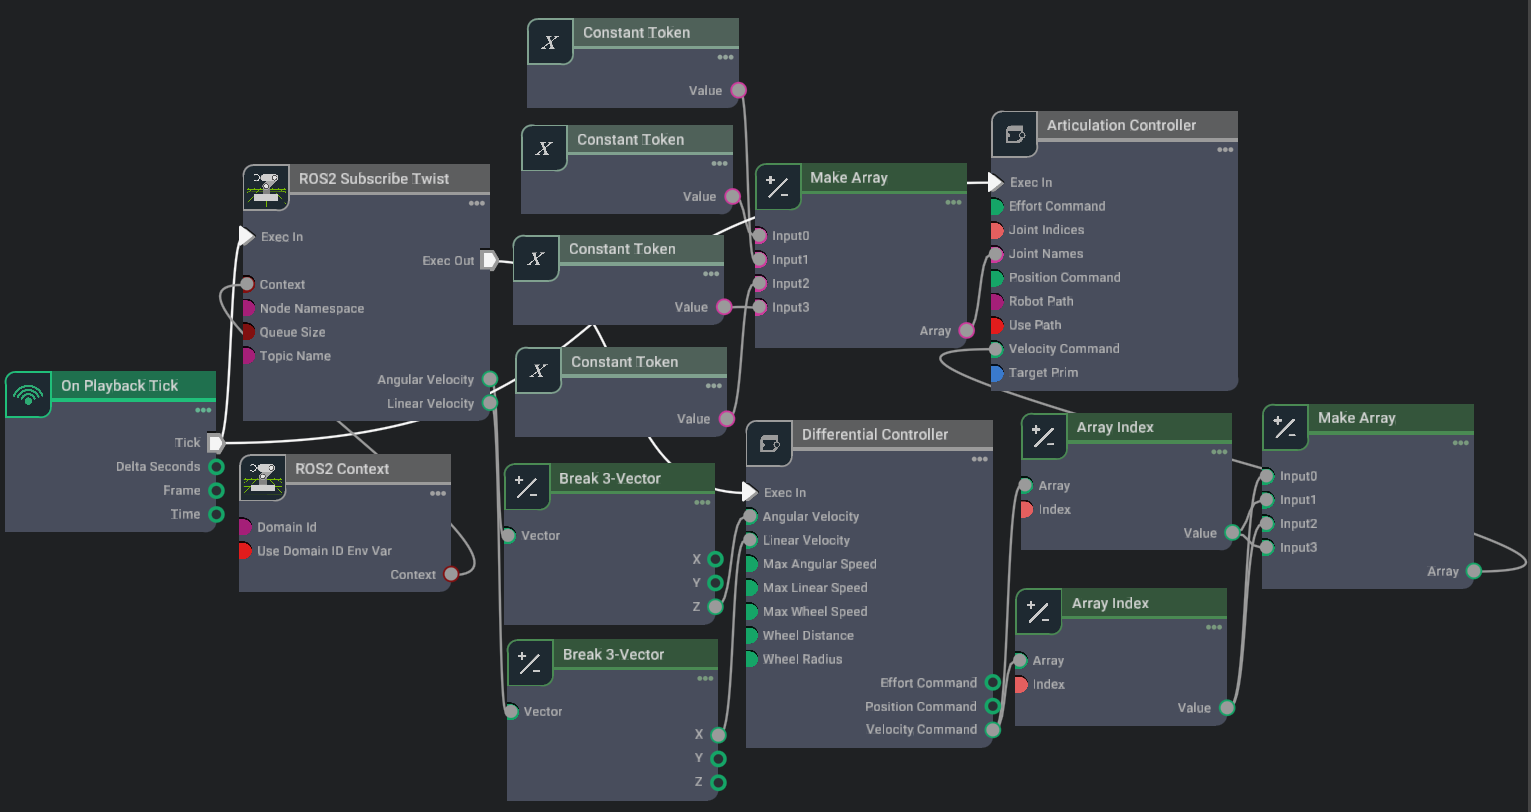 Constant Token
Value
Constant Token
Value
Constant Token
Value
Constant Token
Value
ROS2 Subscribe Twist
Exec In
Exec Out
Context
Node Namespace
Queue Size
Topic Name
Angular Velocity
Linear Velocity
On Playback Tick
Tick
Delta Seconds
Frame
Time
ROS2 Context
Domain Id
Use Domain ID Env Var
Context
Make Array
Input0
Input1
Input2
Input3
Array
Articulation Controller
Exec In
Effort Command
Joint Indices
Joint Names
Position Command
Robot Path
Use Path
Velocity Command
Target Prim
Break 3-Vector
Vector
X
Y
Z
Break 3-Vector
Vector
X
Y
Z
Differential Controller
Exec In
Angular Velocity
Linear Velocity
Max Angular Speed
Max Linear Speed
Max Wheel Speed
Wheel Distance
Wheel Radius
Effort Command
Position Command
Velocity Command
Array Index
Array
Index
Value
Array Index
Array
Index
Value
Make Array
Input0
Input1
Input2
Input3
Array